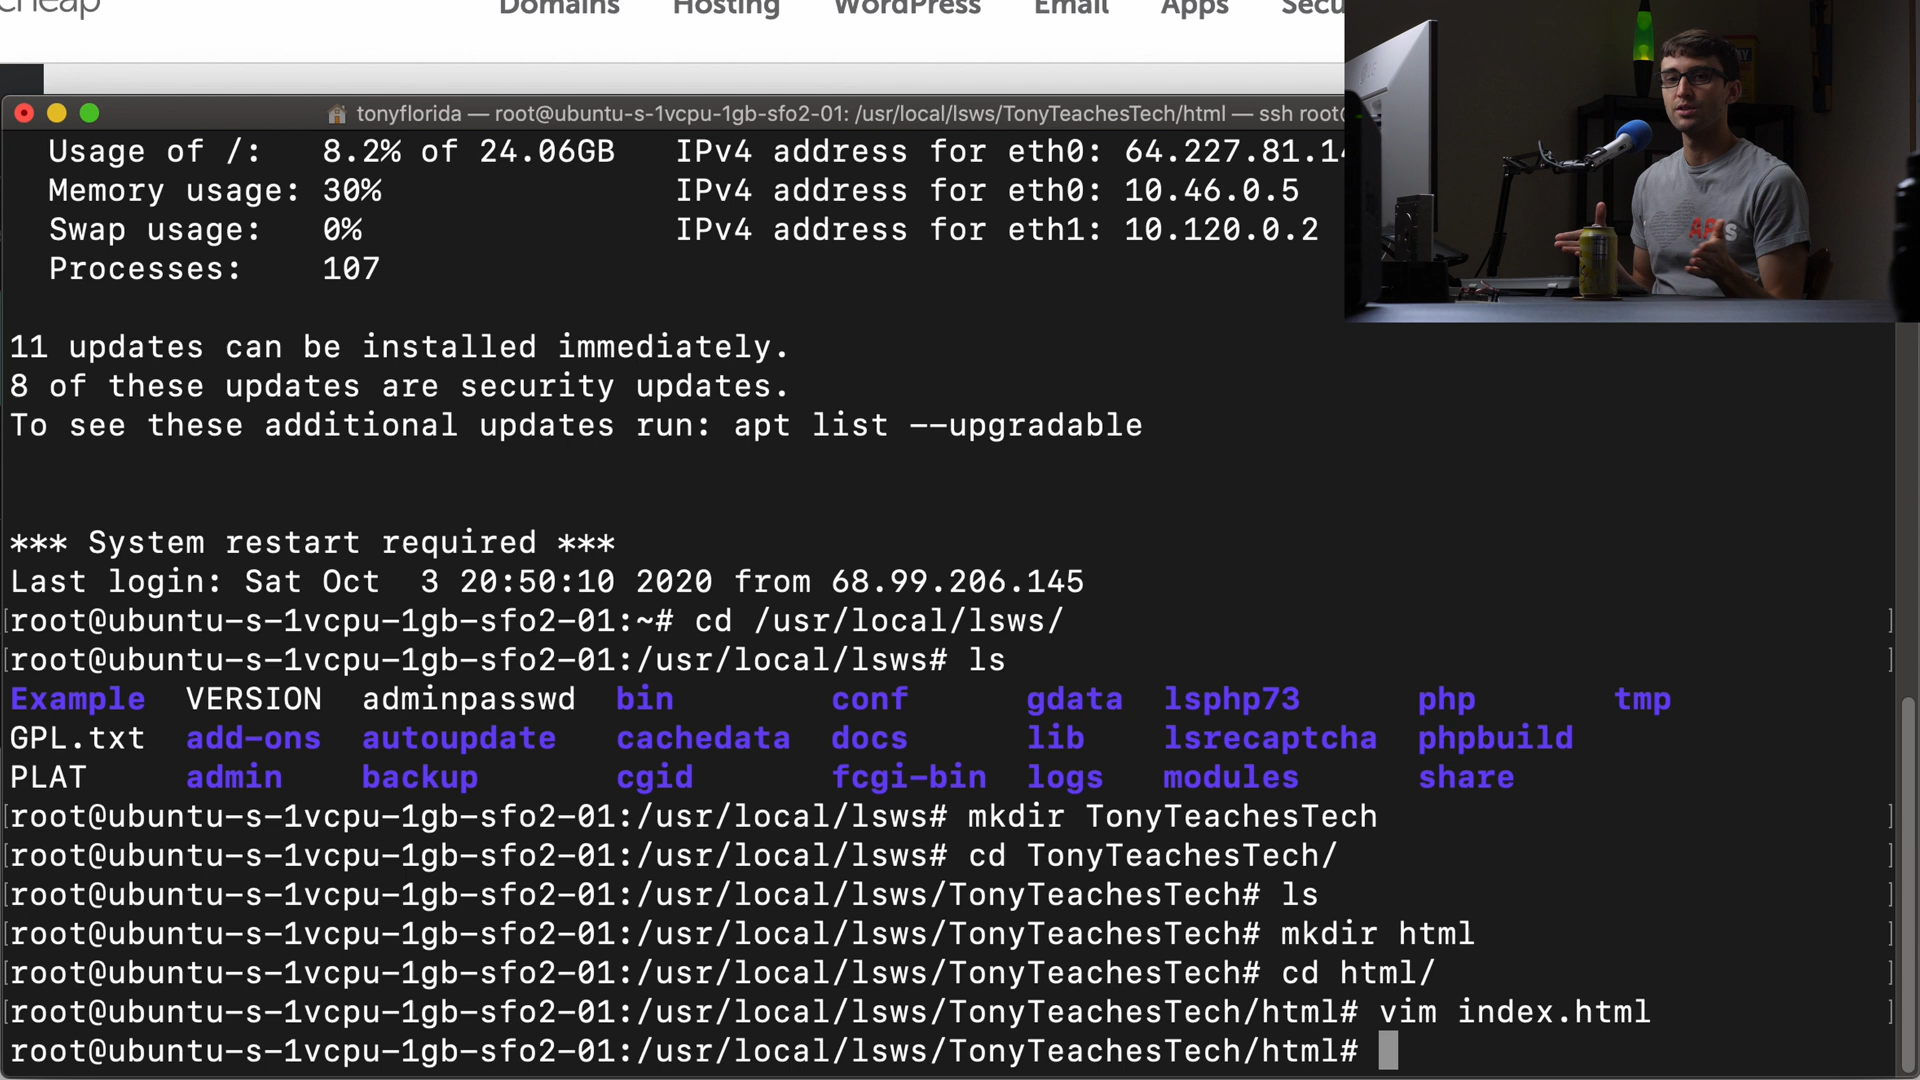 cheap
Domains Hosting WordPress Email Apps Secu
tonyflorida — root@ubuntu-s-1vcpu-1gb-sfo2-01: /usr/local/lsws/TonyTeachesTech/html — ssh root
Usage of /: 8.2% of 24.06GB IPv4 address for eth0: 64.227.81.14
Memory usage: 30% IPv4 address for eth0: 10.46.0.5
Swap usage: 0% IPv4 address for eth1: 10.120.0.2
Processes: 107
11 updates can be installed immediately.
8 of these updates are security updates.
To see these additional updates run: apt list --upgradable
*** System restart required ***
Last login: Sat Oct 3 20:50:10 2020 from 68.99.206.145
[root@ubuntu-s-1vcpu-1gb-sfo2-01:~# cd /usr/local/lsws/ ]
[root@ubuntu-s-1vcpu-1gb-sfo2-01:/usr/local/lsws# ls ]
Example VERSION adminpasswd bin conf gdata lsphp73 php tmp
GPL.txt add-ons autoupdate cachedata docs lib lsrecaptcha phpbuild
PLAT admin backup cgid fcgi-bin logs modules share
[root@ubuntu-s-1vcpu-1gb-sfo2-01:/usr/local/lsws# mkdir TonyTeachesTech ]
[root@ubuntu-s-1vcpu-1gb-sfo2-01:/usr/local/lsws# cd TonyTeachesTech/ ]
[root@ubuntu-s-1vcpu-1gb-sfo2-01:/usr/local/lsws/TonyTeachesTech# ls ]
[root@ubuntu-s-1vcpu-1gb-sfo2-01:/usr/local/lsws/TonyTeachesTech# mkdir html ]
[root@ubuntu-s-1vcpu-1gb-sfo2-01:/usr/local/lsws/TonyTeachesTech# cd html/ ]
[root@ubuntu-s-1vcpu-1gb-sfo2-01:/usr/local/lsws/TonyTeachesTech/html# vim index.html ]
root@ubuntu-s-1vcpu-1gb-sfo2-01:/usr/local/lsws/TonyTeachesTech/html#